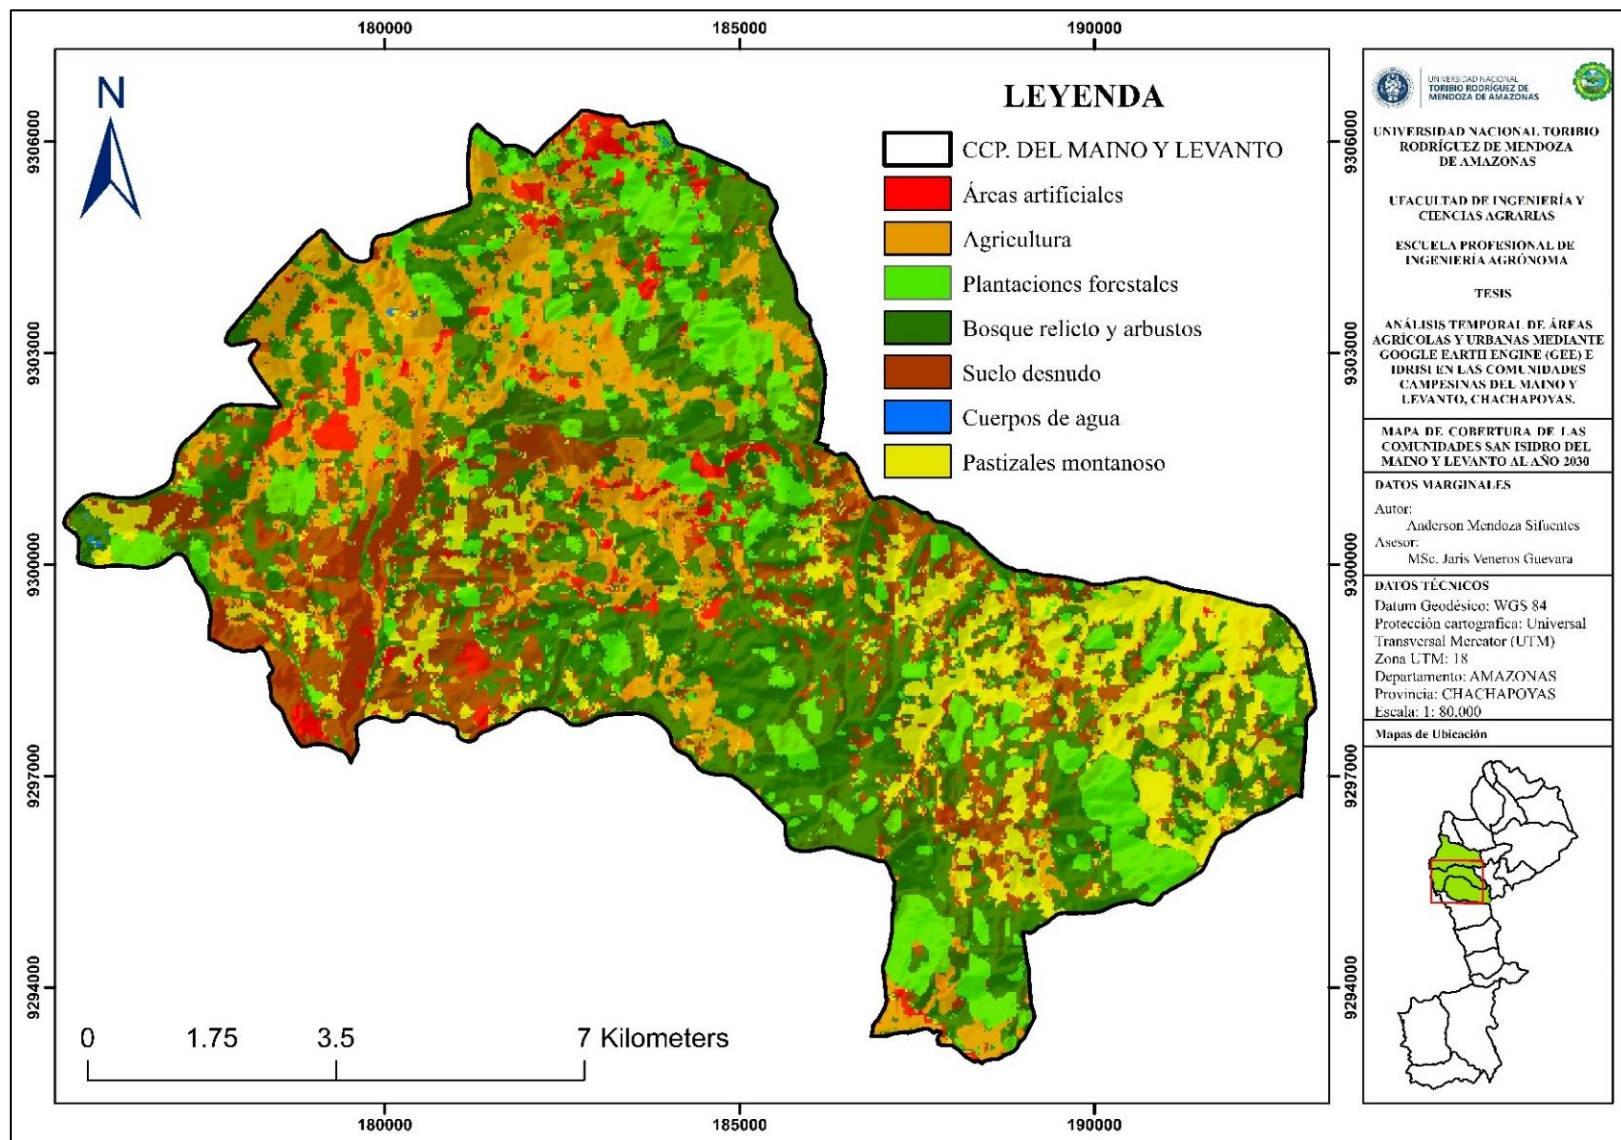 180000
185000
190000
9306000
9303000
9300000
9297000
9294000
N
LEYENDA
CCP. DEL MAINO Y LEVANTO
Áreas artificiales
Agricultura
Plantaciones forestales
Bosque relicto y arbustos
Suelo desnudo
Cuerpos de agua
Pastizales montanoso
0
1.75
3.5
7 Kilometers
9306000
9303000
9300000
9297000
9294000
180000
185000
190000
UNIVERSIDAD NACIONAL
TORIBIO RODRÍGUEZ DE
MENDOZA DE AMAZONAS
UNIVERSIDAD NACIONAL TORIBIO
RODRÍGUEZ DE MENDOZA
DE AMAZONAS
UFACULTAD DE INGENIERÍA Y
CIENCIAS AGRARIAS
ESCUELA PROFESIONAL DE
INGENIERÍA AGRÓNOMA
TESIS
ANÁLISIS TEMPORAL DE ÁREAS
AGRÍCOLAS Y URBANAS MEDIANTE
GOOGLE EARTH ENGINE (GEE) E
IDRISI EN LAS COMUNIDADES
CAMPESINAS DEL MAINO Y
LEVANTO, CHACHAPOYAS.
MAPA DE COBERTURA DE LAS
COMUNIDADES SAN ISIDRO DEL
MAINO Y LEVANTO AL AÑO 2030
DATOS MARGINALES
Autor:
Anderson Mendoza Sifuentes
Asesor:
MSc. Jaris Veneros Guevara
DATOS TÉCNICOS
Datum Geodésico: WGS 84
Protección cartografica: Universal
Transversal Mercator (UTM)
Zona UTM: 18
Departamento: AMAZONAS
Provincia: CHACHAPOYAS
Escala: 1: 80,000
Mapas de Ubicación